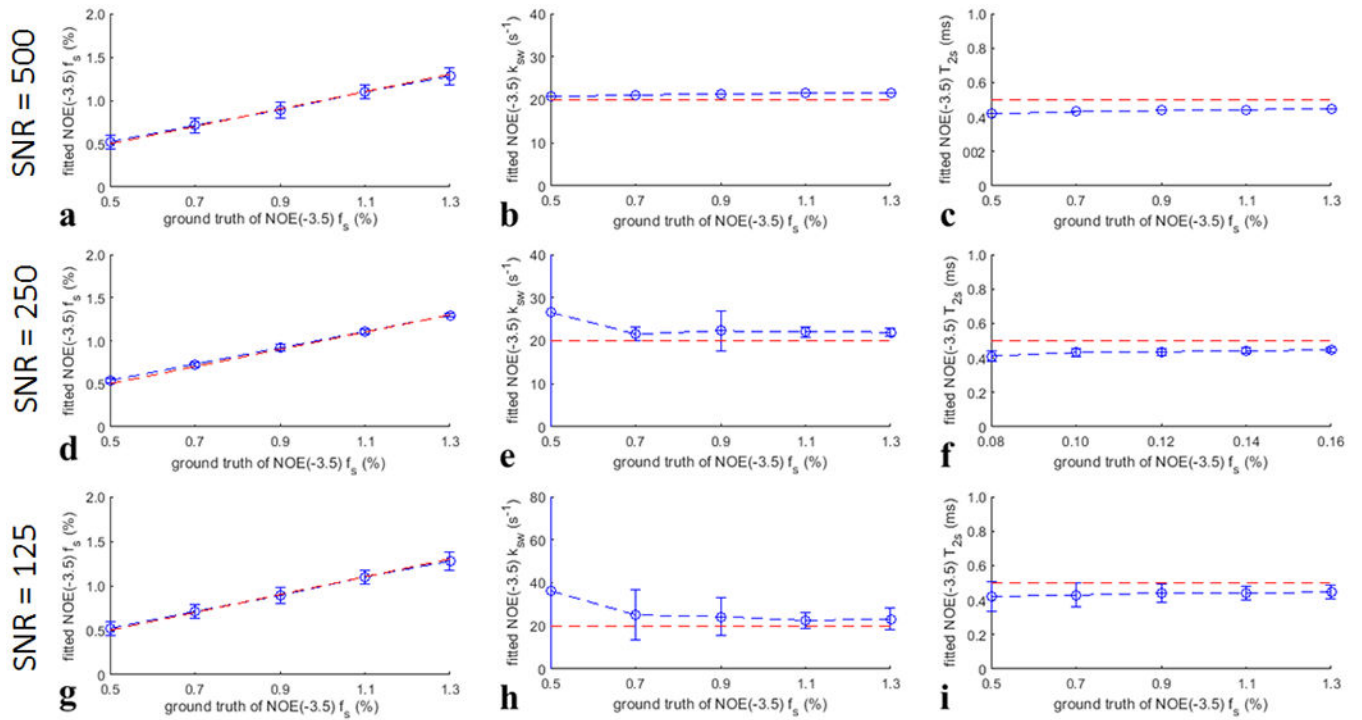 SNR = 500
fitted NOE(-3.5) f_s (%)
2.0
1.5
1.0
0.5
0
0.5 0.7 0.9 1.1 1.3
a
ground truth of NOE(-3.5) f_s (%)
fitted NOE(-3.5) k_sw (s^-1)
40
30
20
10
0
0.5 0.7 0.9 1.1 1.3
b
ground truth of NOE(-3.5) f_s (%)
fitted NOE(-3.5) T_2s (ms)
1.0
0.8
0.6
0.4
002
0
0.5 0.7 0.9 1.1 1.3
c
ground truth of NOE(-3.5) f_s (%)
SNR = 250
fitted NOE(-3.5) f_s (%)
2.0
1.5
1.0
0.5
0
0.5 0.7 0.9 1.1 1.3
d
ground truth of NOE(-3.5) f_s (%)
fitted NOE(-3.5) k_sw (s^-1)
40
30
20
10
0
0.5 0.7 0.9 1.1 1.3
e
ground truth of NOE(-3.5) f_s (%)
fitted NOE(-3.5) T_2s (ms)
1.0
0.8
0.6
0.4
0.2
0
0.08 0.10 0.12 0.14 0.16
f
ground truth of NOE(-3.5) f_s (%)
SNR = 125
fitted NOE(-3.5) f_s (%)
2.0
1.5
1.0
0.5
0
0.5 0.7 0.9 1.1 1.3
g
ground truth of NOE(-3.5) f_s (%)
fitted NOE(-3.5) k_sw (s^-1)
80
60
40
20
0
0.5 0.7 0.9 1.1 1.3
h
ground truth of NOE(-3.5) f_s (%)
fitted NOE(-3.5) T_2s (ms)
1.0
0.8
0.6
0.4
0.2
0
0.5 0.7 0.9 1.1 1.3
i
ground truth of NOE(-3.5) f_s (%)